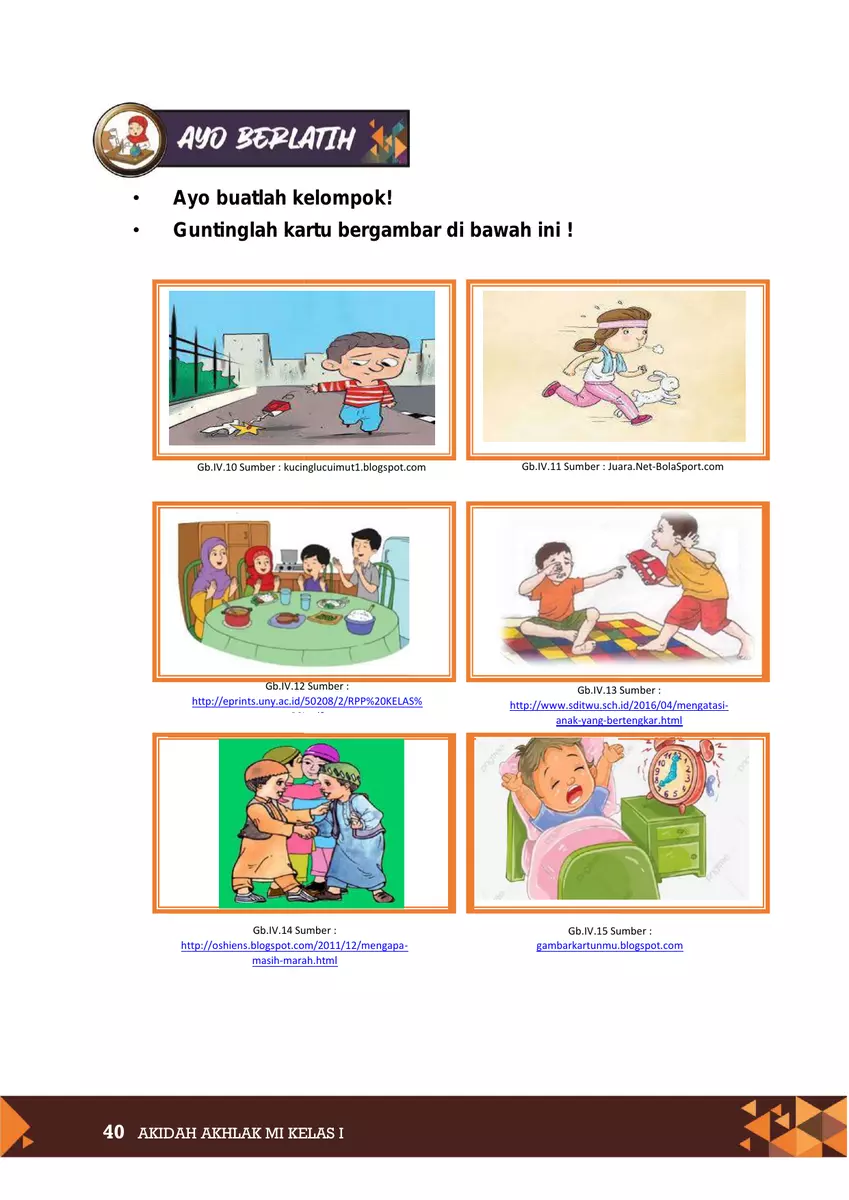 AYO BERLATIH
• Ayo buatlah kelompok!
• Guntinglah kartu bergambar di bawah ini !
Gb.IV.10 Sumber : kucinglucuimut1.blogspot.com
Gb.IV.11 Sumber : Juara.Net-BolaSport.com
Gb.IV.12 Sumber :
http://eprints.uny.ac.id/50208/2/RPP%20KELAS%
Gb.IV.13 Sumber :
http://www.sditwu.sch.id/2016/04/mengatasi-
anak-yang-bertengkar.html
Gb.IV.14 Sumber :
http://oshiens.blogspot.com/2011/12/mengapa-
masih-marah.html
Gb.IV.15 Sumber :
gambarkartunmu.blogspot.com
40 AKIDAH AKHLAK MI KELAS I